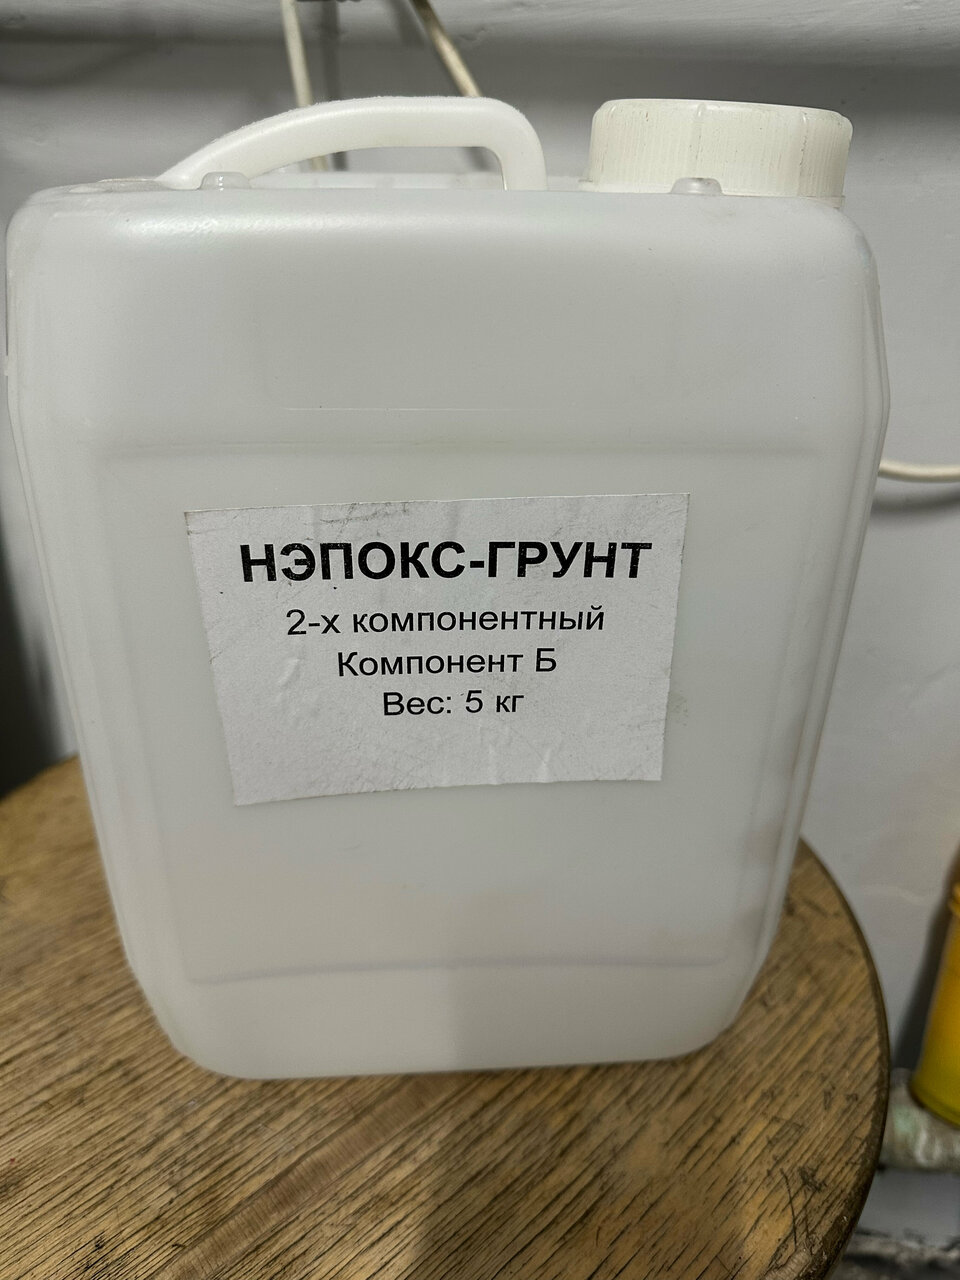 НЭПОКС-ГРУНТ
2-х компонентный
Компонент Б
Вес: 5 кг